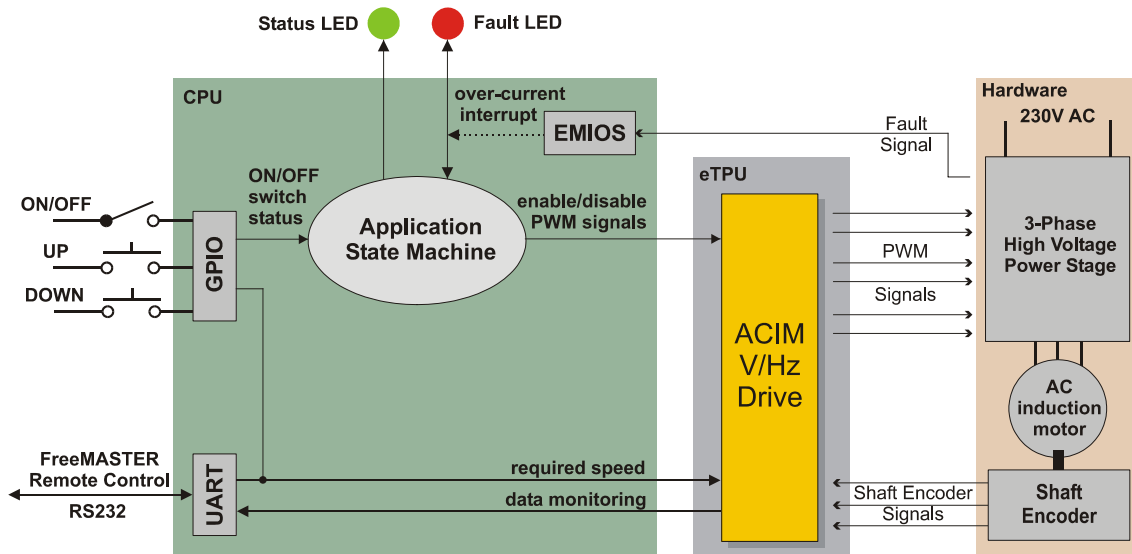 Status LED
Fault LED
CPU
over-current
interrupt
EMIOS
Fault
Signal
Hardware
230V AC
eTPU
ON/OFF
UP
DOWN
GPIO
ON/OFF
switch
status
Application
State Machine
enable/disable
PWM signals
PWM
Signals
3-Phase
High Voltage
Power Stage
ACIM
V/Hz
Drive
AC
induction
motor
FreeMASTER
Remote Control
RS232
UART
required speed
data monitoring
Shaft Encoder
Signals
Shaft
Encoder